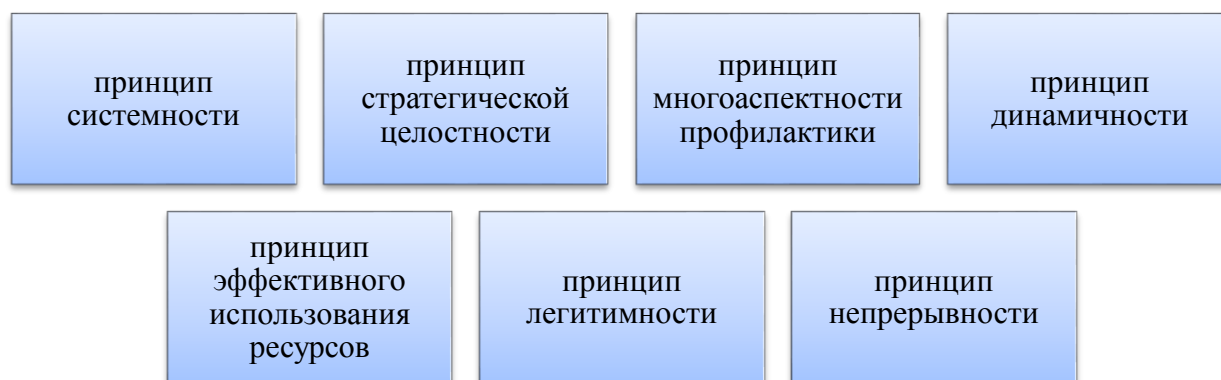 принцип
системности
принцип
стратегической
целостности
принцип
многоаспектности
профилактики
принцип
динамичности
принцип
эффективного
использования
ресурсов
принцип
легитимности
принцип
непрерывности